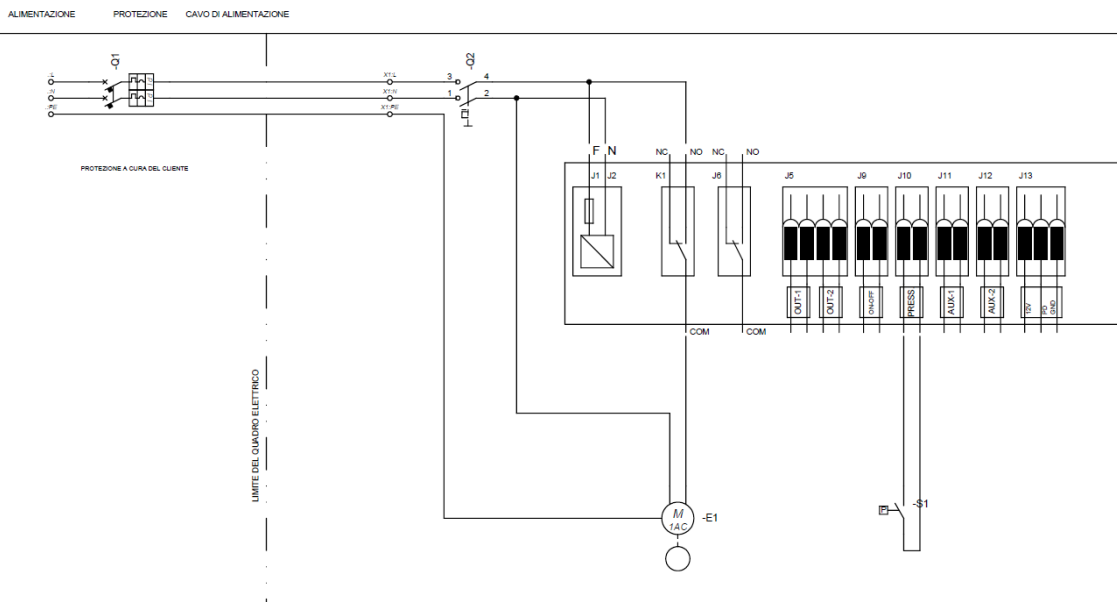 ALIMENTAZIONE PROTEZIONE CAVO DI ALIMENTAZIONE
-Q1
-Q2
.:L
.:N
.:PE
X1:L
X1:N
X1:PE
3 4
1 2
PROTEZIONE A CURA DEL CLIENTE
F N
NC NO NC NO
J1 J2 K1 J6 J5 J9 J10 J11 J12 J13
OUT-1
OUT-2
ON-OFF
PRESS
AUX-1
AUX-2
12V
PD
GND
COM COM
LIMITE DEL QUADRO ELETTRICO
M
1AC
-E1
P
-S1